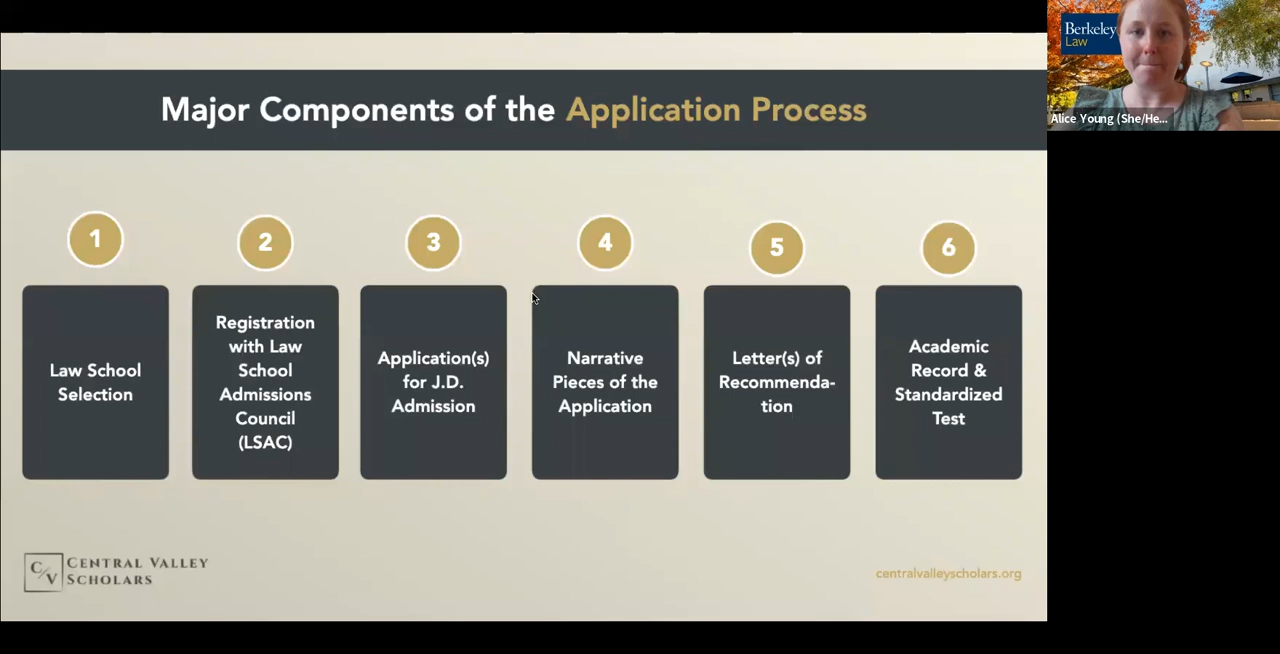 Major Components of the Application Process
1
Law School
Selection
2
Registration
with Law
School
Admissions
Council
(LSAC)
3
Application(s)
for J.D.
Admission
4
Narrative
Pieces of the
Application
5
Letter(s) of
Recommenda-
tion
6
Academic
Record &
Standardized
Test
C/V
CENTRAL VALLEY
SCHOLARS
centralvalleyscholars.org
Berkeley
Law
Alice Young (She/He...